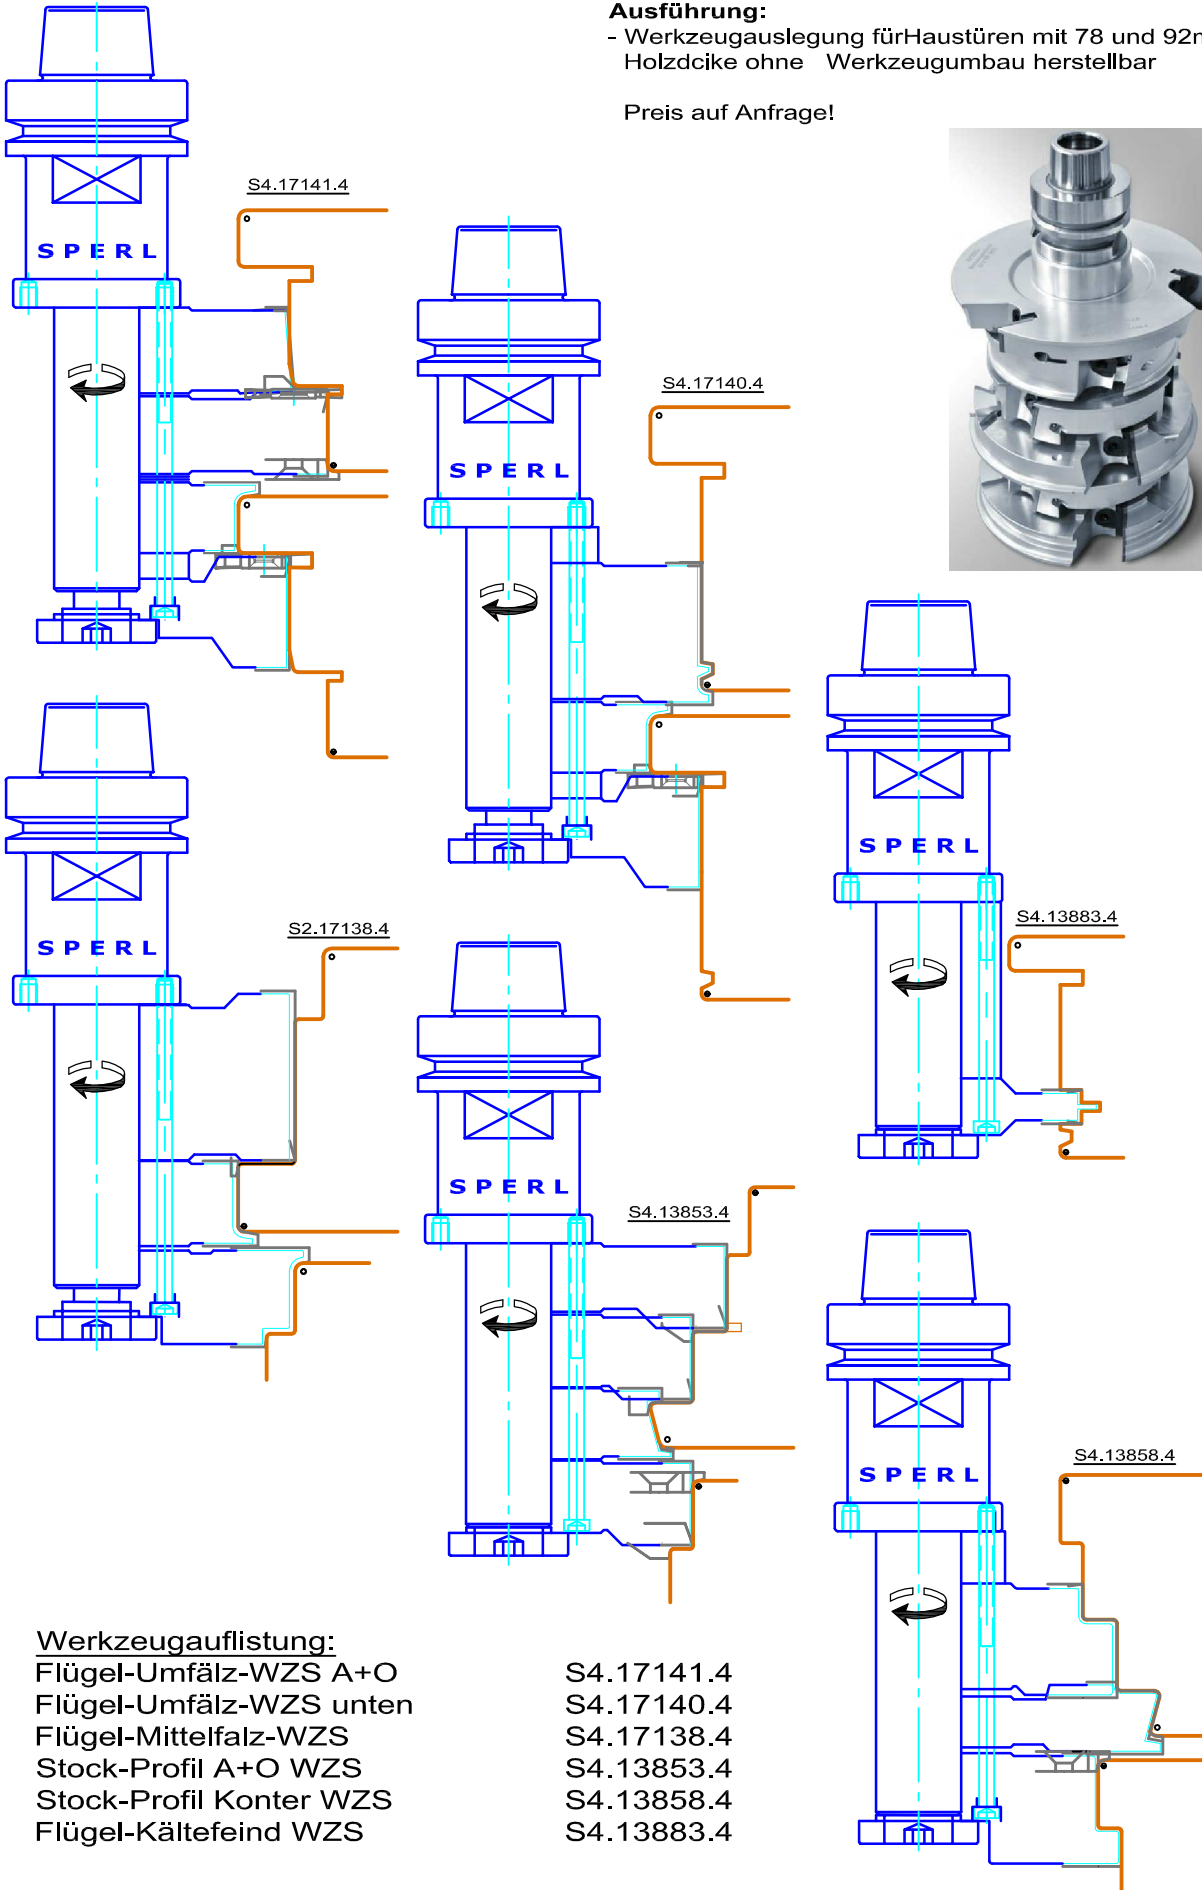 Ausführung:
- Werkzeugauslegung fürHaustüren mit 78 und 92m
Holzdcike ohne Werkzeugumbau herstellbar
Preis auf Anfrage!
S4.17141.4
SPERL
S4.17140.4
SPERL
S4.13883.4
SPERL
S2.17138.4
SPERL
S4.13853.4
SPERL
S4.13858.4
SPERL
Werkzeugauflistung:
Flügel-Umfälz-WZS A+O S4.17141.4
Flügel-Umfälz-WZS unten S4.17140.4
Flügel-Mittelfalz-WZS S4.17138.4
Stock-Profil A+O WZS S4.13853.4
Stock-Profil Konter WZS S4.13858.4
Flügel-Kältefeind WZS S4.13883.4